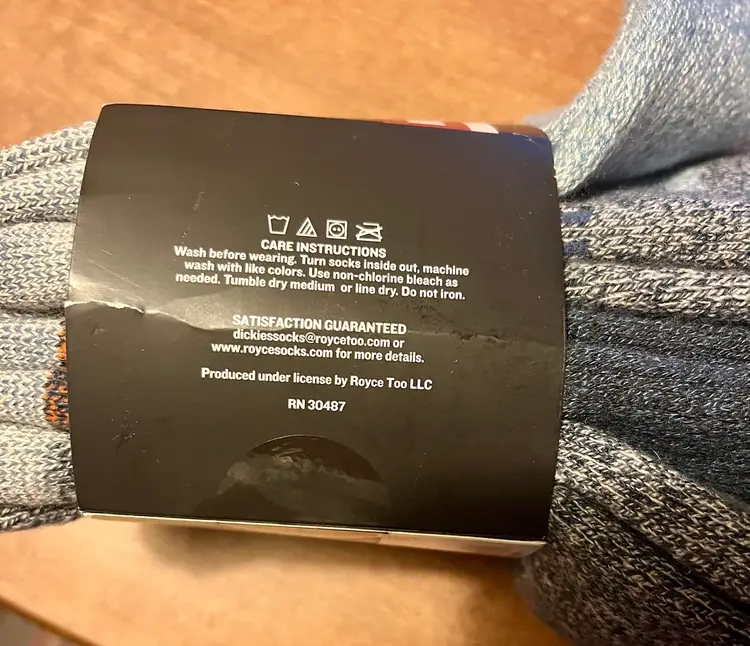 CARE INSTRUCTIONS
Wash before wearing. Turn socks inside out, machine
wash with like colors. Use non-chlorine bleach as
needed. Tumble dry medium or line dry. Do not iron.
SATISFACTION GUARANTEED
dickiessocks@roycetoo.com or
www.roycesocks.com for more details.
Produced under license by Royce Too LLC
RN 30487